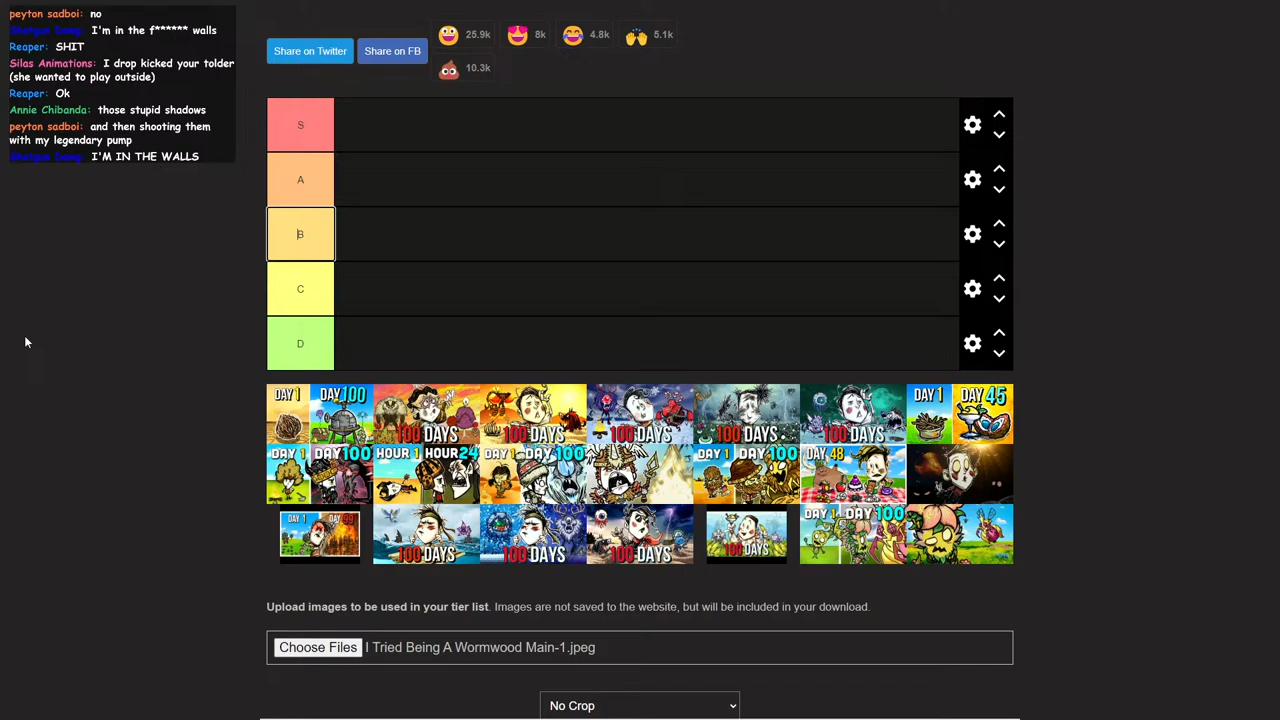 peyton sadboi: no
Shotgun Dawg: I'm in the f****** walls
Reaper: SHIT
Silas Animations: I drop kicked your tolder
(she wanted to play outside)
Reaper: Ok
Annie Chibanda: those stupid shadows
peyton sadboi: and then shooting them
with my legendary pump
I'M IN THE WALLS
Share on Twitter
Share on FB
25.9k
8k
4.8k
5.1k
10.3k
S
A
B
C
D
DAY 1 DAY 100
100 DAYS
100 DAYS
100 DAYS
100 DAYS
100 DAYS
DAY 1 DAY 45
DAY 1 DAY 100
HOUR 1 HOUR 24
DAY 1 DAY 100
DAY 1 DAY 100
DAY 48
DAY 1 DAY 99
100 DAYS
100 DAYS
100 DAYS
100 DAYS
DAY 1 DAY 100
Upload images to be used in your tier list. Images are not saved to the website, but will be included in your download.
Choose Files I Tried Being A Wormwood Main-1.jpeg
No Crop